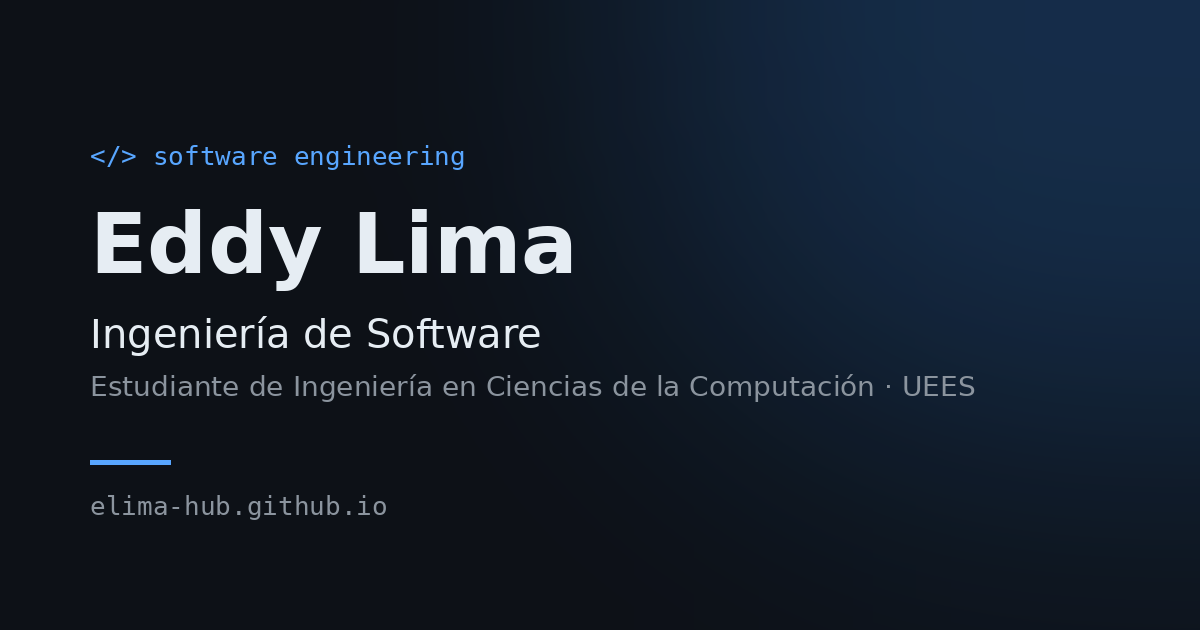 </> software engineering
Eddy Lima
Ingeniería de Software
Estudiante de Ingeniería en Ciencias de la Computación · UEES
elima-hub.github.io